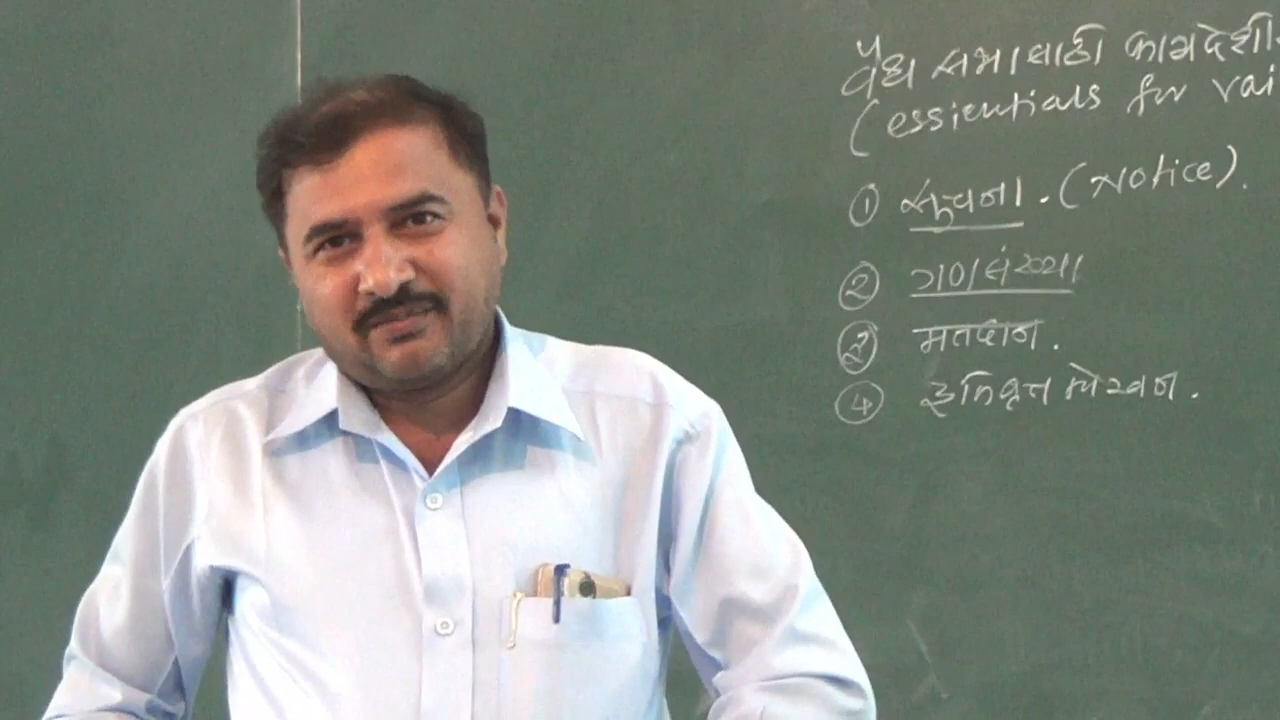 वैध सभासाठी कायदेशी
(essientials for vai
① सूचना. (Notice).
② गणसंख्या
③ मतदान.
④ इतिवृत्त लेखन.